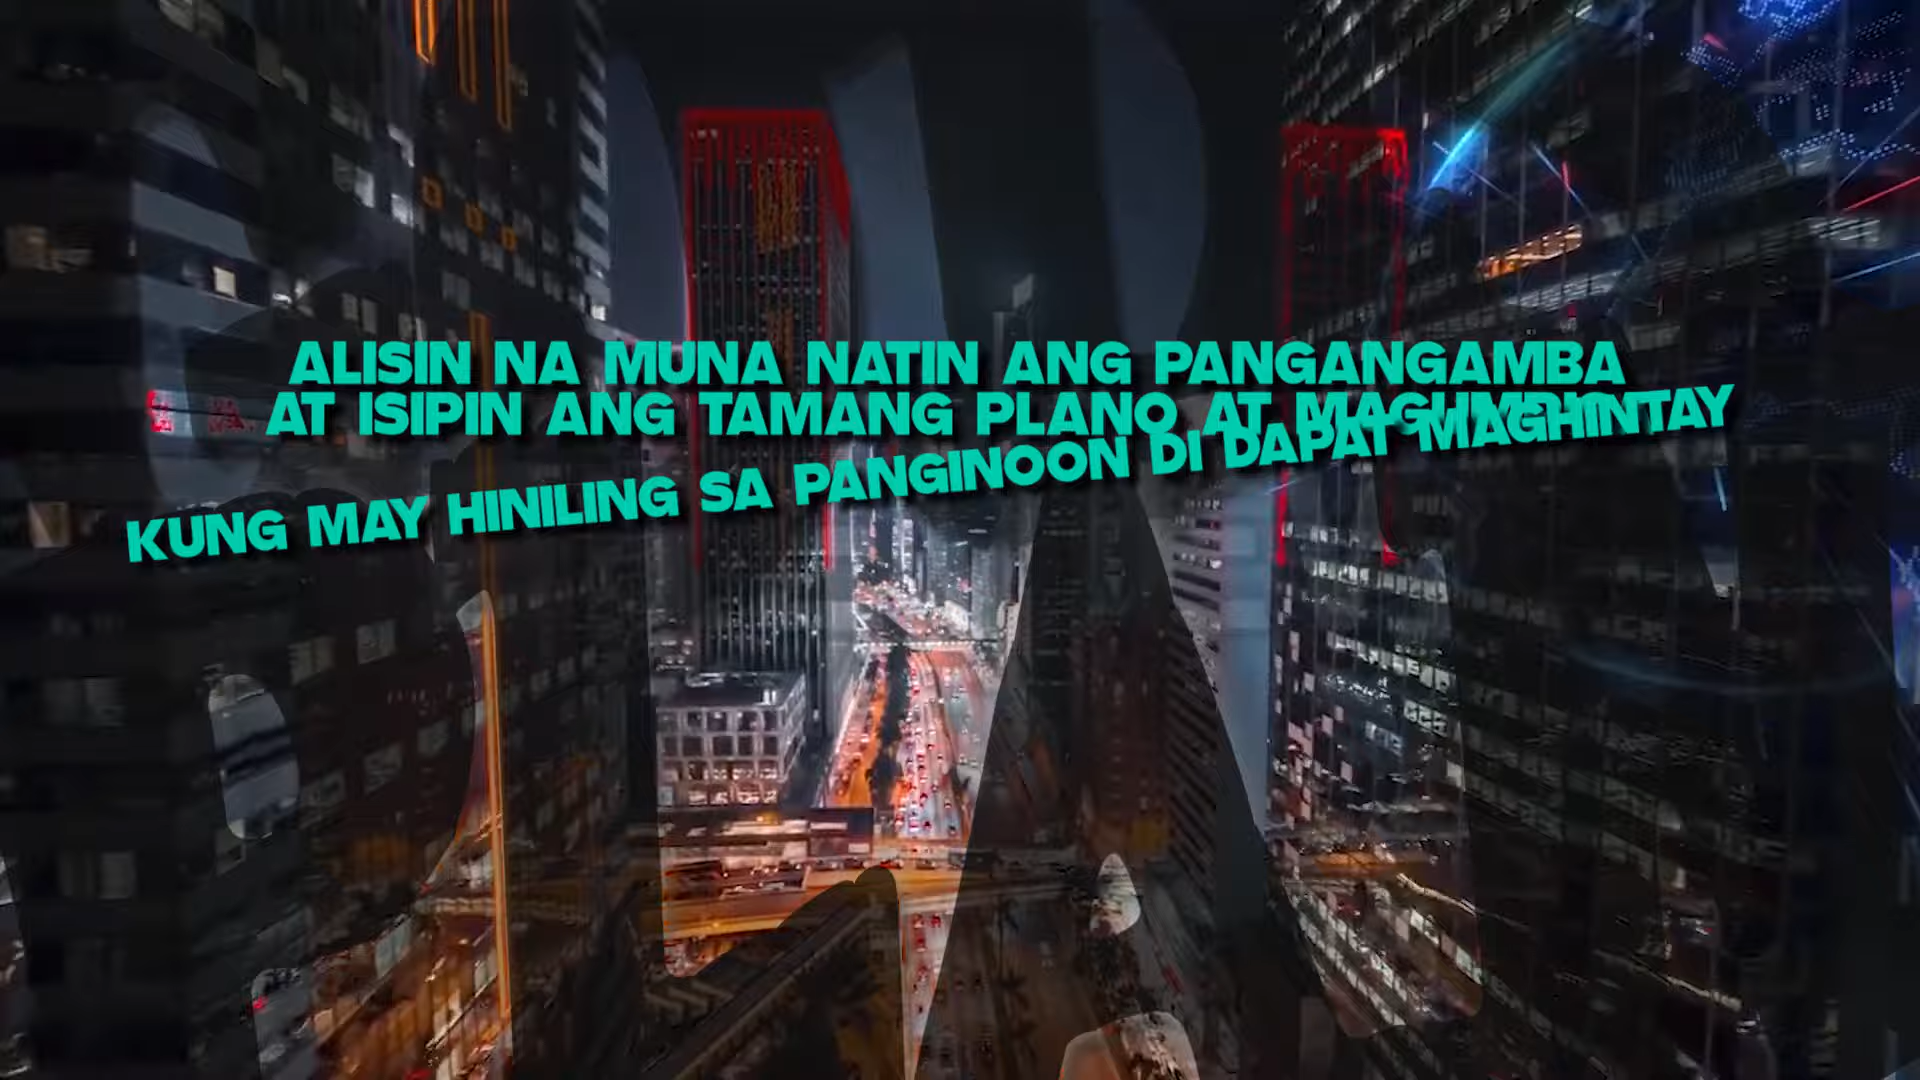 ALISIN NA MUNA NATIN ANG PANGANGAMBA
AT ISIPIN ANG TAMANG PLANO AT
KUNG MAY HINILING SA PANGINOON DI DAPAT MAGHINTAY